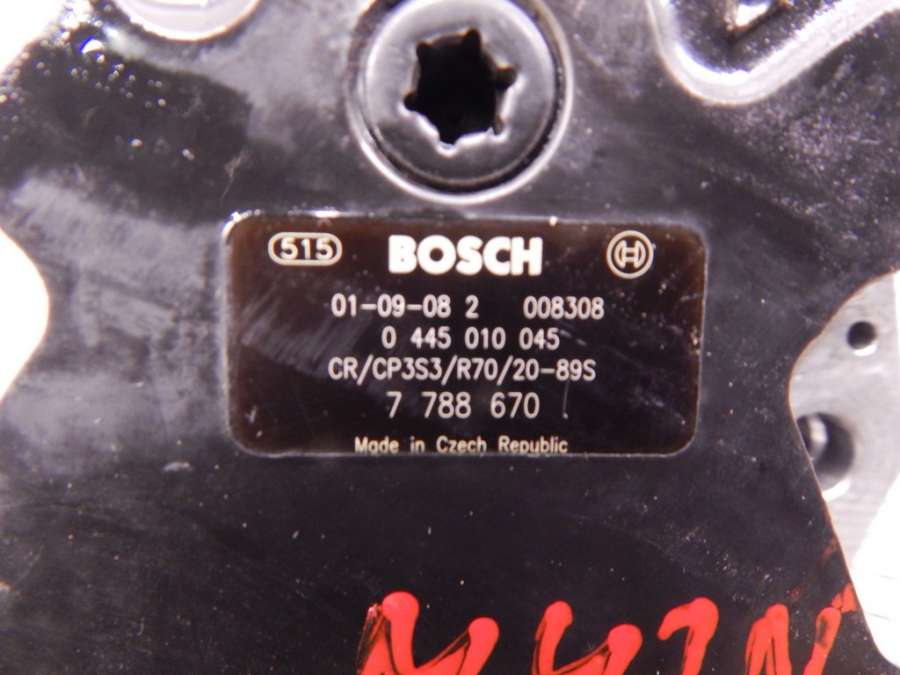 515 BOSCH
01-09-08 2 008308
0 445 010 045
CR/CP3S3/R70/20-89S
7 788 670
Made in Czech Republic